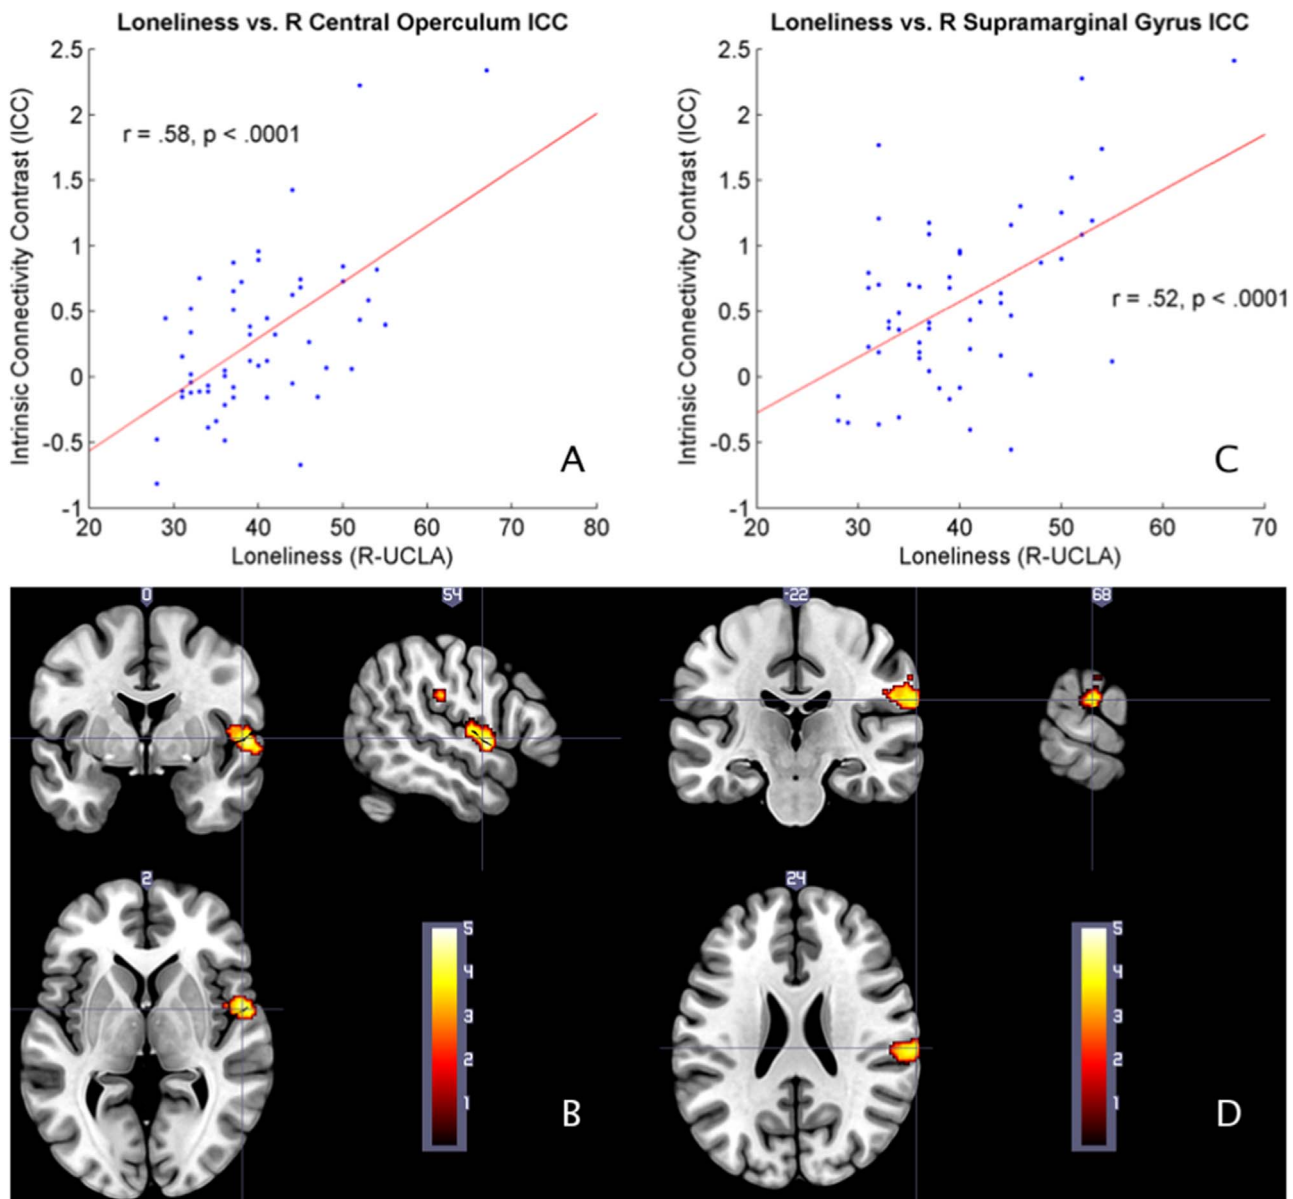 Loneliness vs. R Central Operculum ICC
2.5
2
1.5
1
0.5
0
-0.5
-1
Intrinsic Connectivity Contrast (ICC)
r = .58, p < .0001
A
20 30 40 50 60 70 80
Loneliness (R-UCLA)
Loneliness vs. R Supramarginal Gyrus ICC
2.5
2
1.5
1
0.5
0
-0.5
-1
Intrinsic Connectivity Contrast (ICC)
r = .52, p < .0001
C
20 30 40 50 60 70
Loneliness (R-UCLA)
0 54
2
5
4
3
2
1
B
-22 68
24
5
4
3
2
1
D